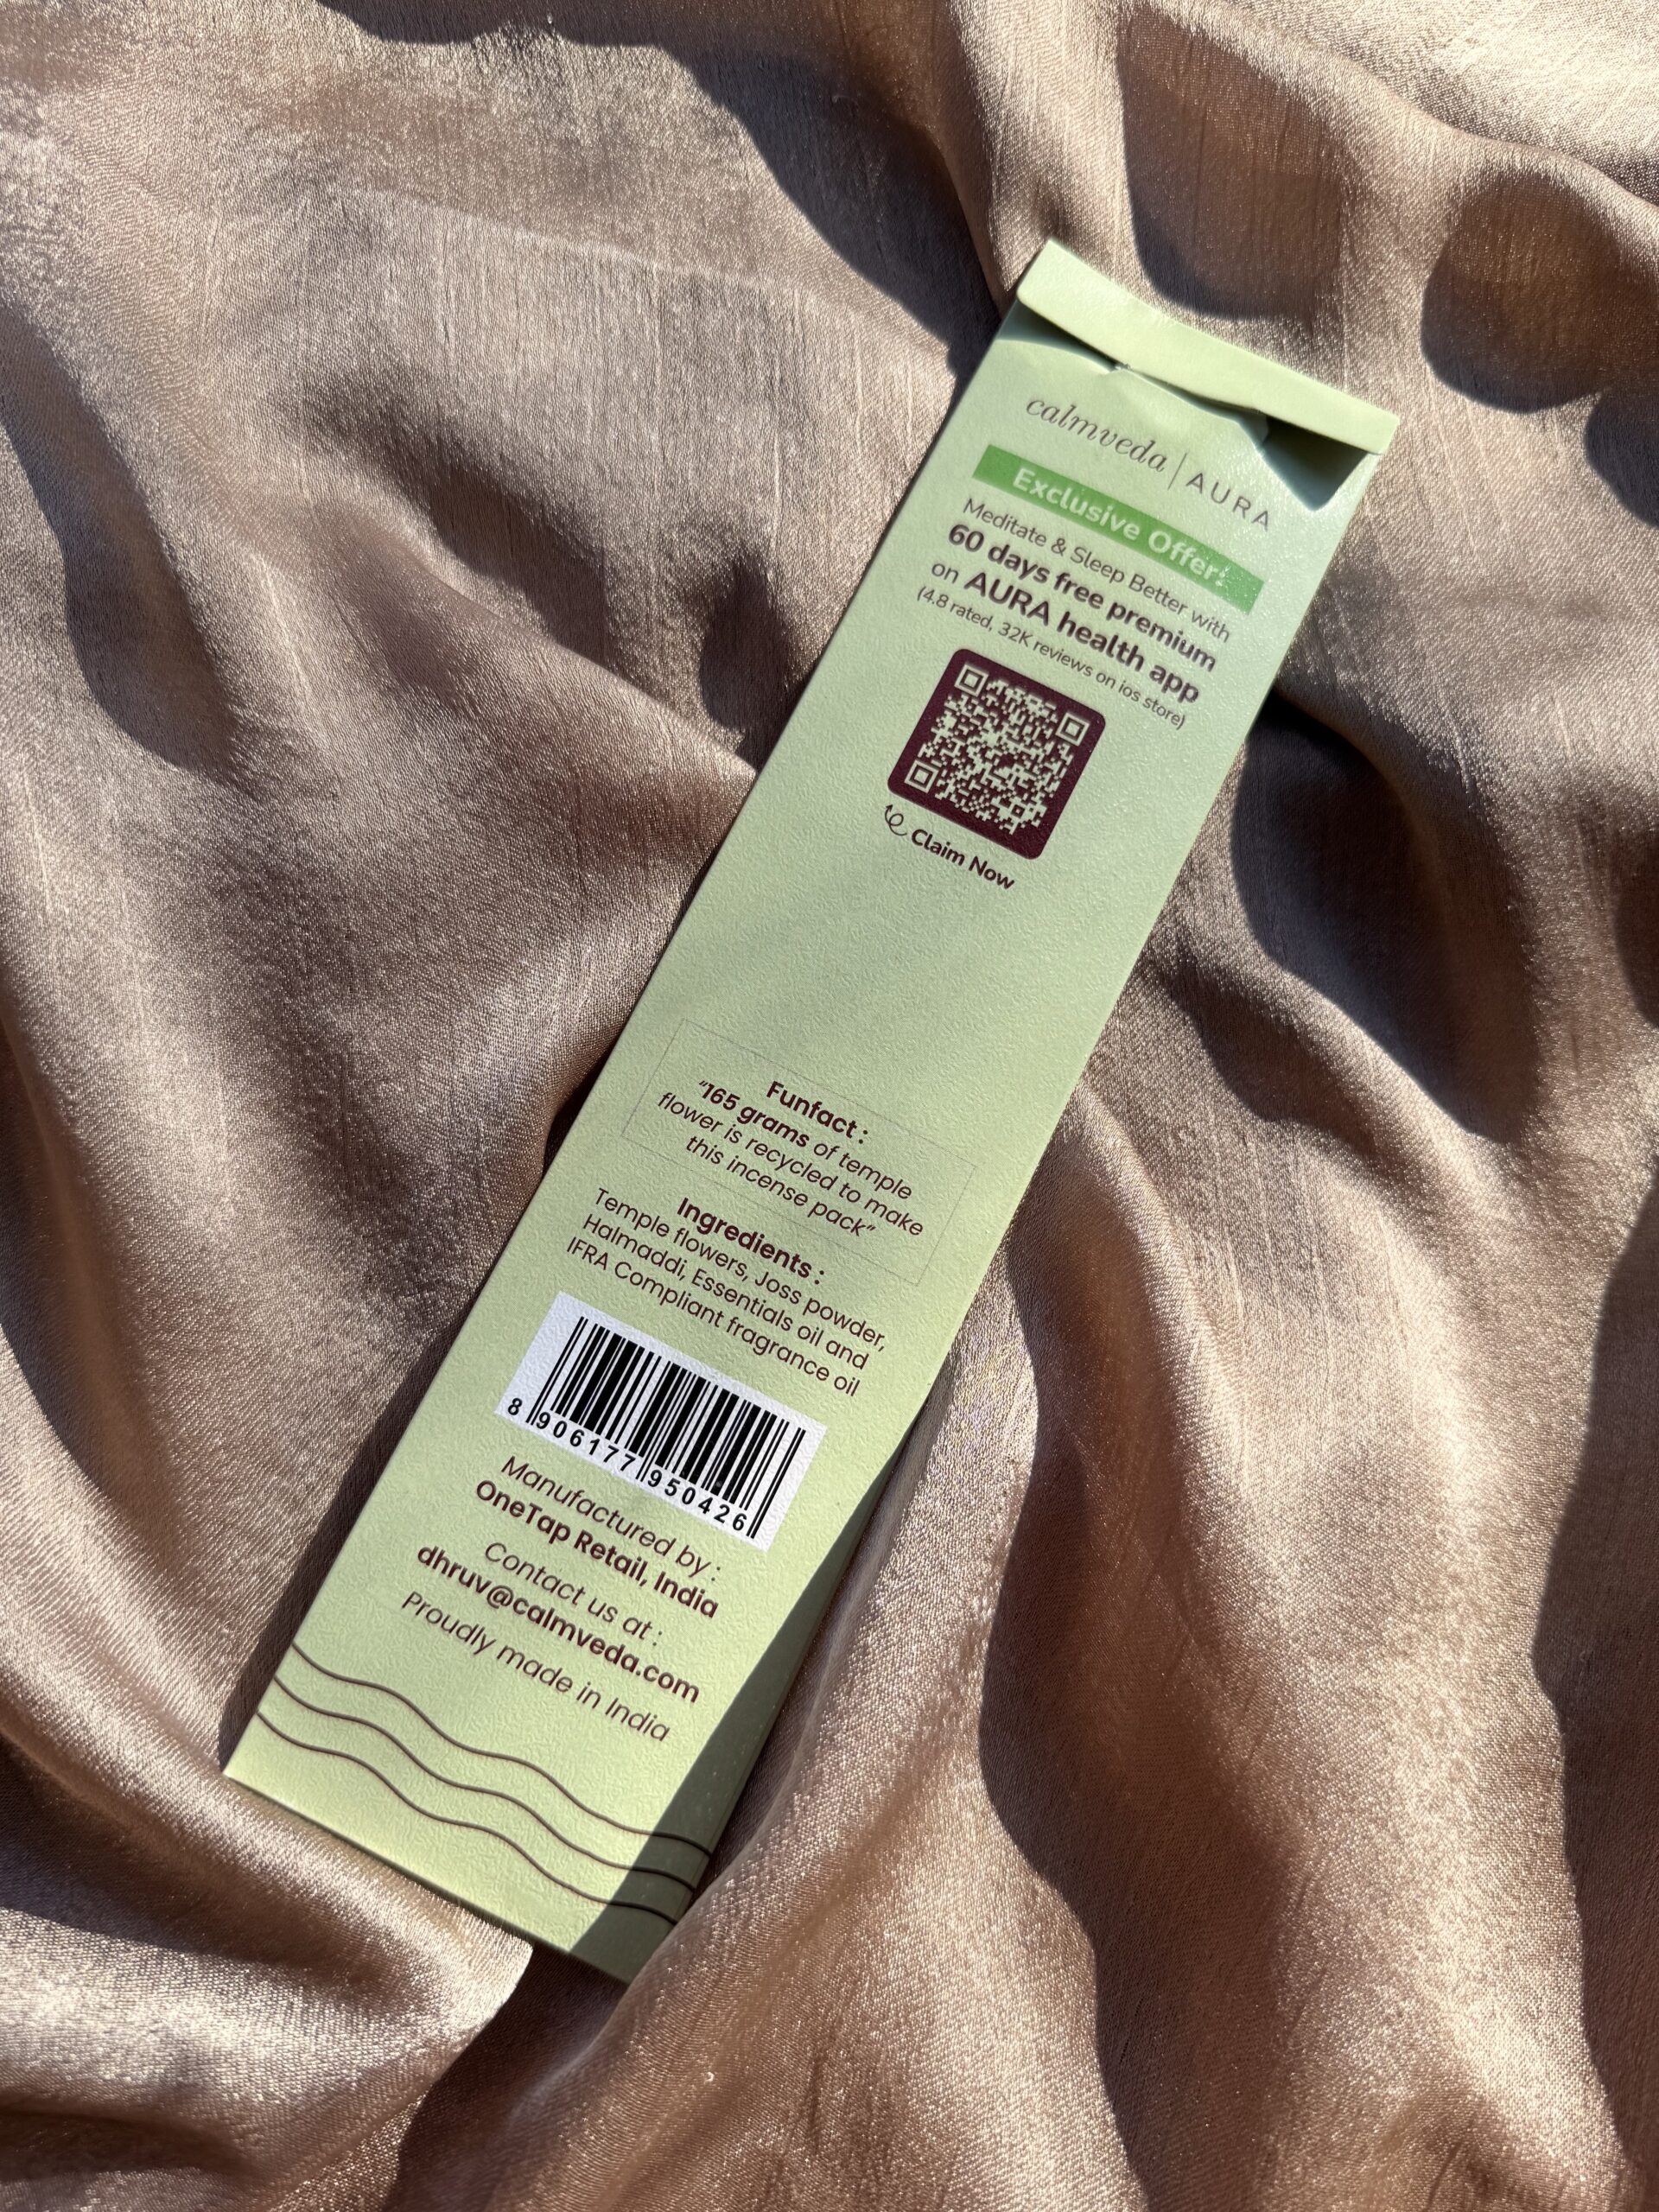 calmveda | AURA
Exclusive Offer:
Meditate & Sleep Better with
60 days free premium
on AURA health app
(4.8 rated, 32K reviews on ios store)
Claim Now
Funfact :
"165 grams of temple
flower is recycled to make
this incense pack"
Ingredients :
Temple flowers, Joss powder,
Halmaddi, Essentials oil and
IFRA Compliant fragrance oil
8 906177 950426
Manufactured by :
OneTap Retail, India
Contact us at :
dhruv@calmveda.com
Proudly made in India